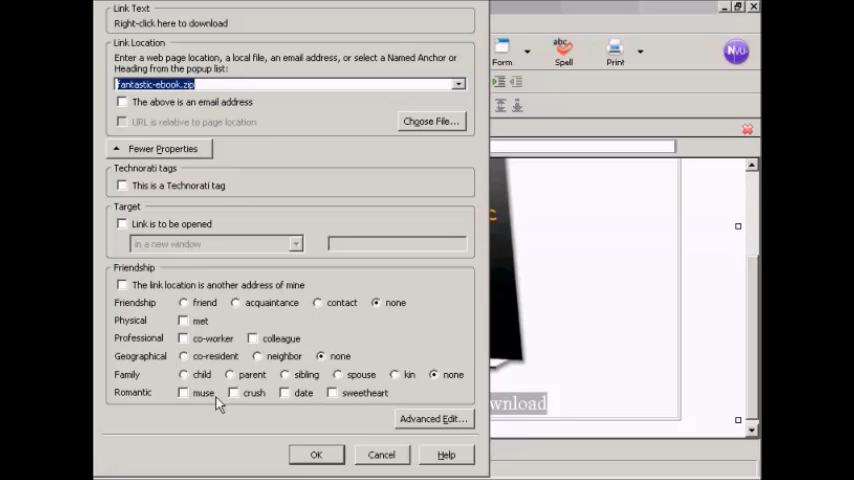 Link Text
Right-click here to download
Link Location
Enter a web page location, a local file, an email address, or select a Named Anchor or
Heading from the popup list:
fantastic-ebook.zip
The above is an email address
URL is relative to page location
Choose File...
Fewer Properties
Technorati tags
This is a Technorati tag
Target
Link is to be opened
in a new window
Friendship
The link location is another address of mine
Friendship friend acquaintance contact none
Physical met
Professional co-worker colleague
Geographical co-resident neighbor none
Family child parent sibling spouse kin none
Romantic muse crush date sweetheart
Advanced Edit...
OK Cancel Help
Form Spell Print
abc
NVU
C
wnload